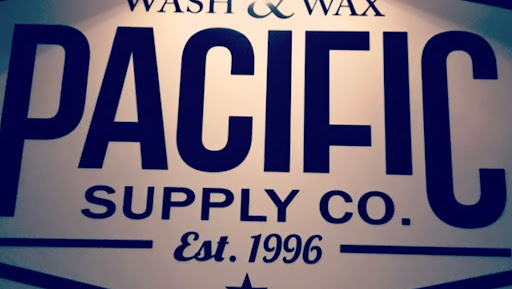 WASH & WAX
PACIFIC
SUPPLY CO.
Est. 1996